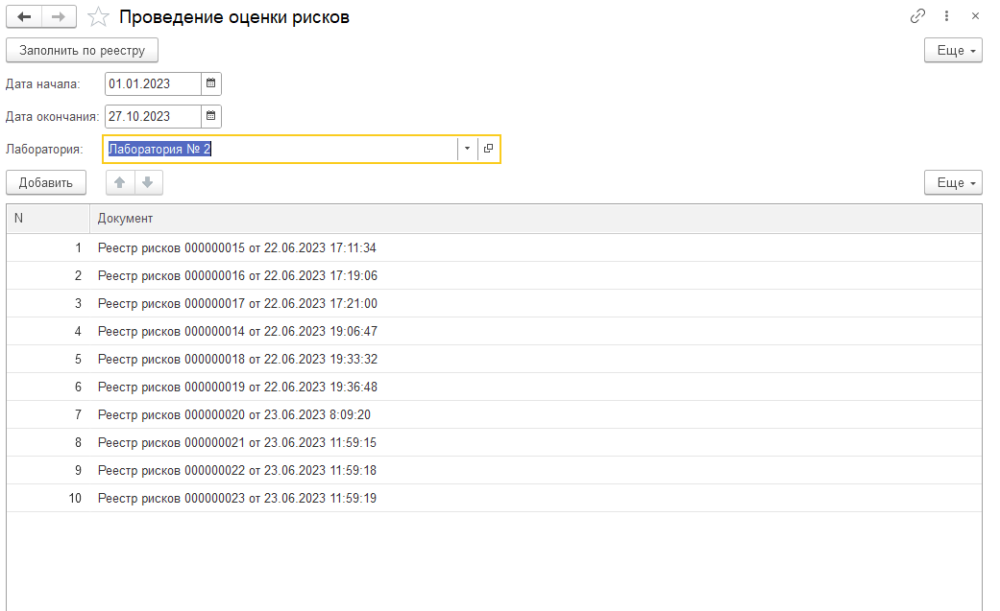 Проведение оценки рисков
Заполнить по реестру Еще
Дата начала: 01.01.2023
Дата окончания: 27.10.2023
Лаборатория: Лаборатория № 2
Добавить Еще
N Документ
1 Реестр рисков 000000015 от 22.06.2023 17:11:34
2 Реестр рисков 000000016 от 22.06.2023 17:19:06
3 Реестр рисков 000000017 от 22.06.2023 17:21:00
4 Реестр рисков 000000014 от 22.06.2023 19:06:47
5 Реестр рисков 000000018 от 22.06.2023 19:33:32
6 Реестр рисков 000000019 от 22.06.2023 19:36:48
7 Реестр рисков 000000020 от 23.06.2023 8:09:20
8 Реестр рисков 000000021 от 23.06.2023 11:59:15
9 Реестр рисков 000000022 от 23.06.2023 11:59:18
10 Реестр рисков 000000023 от 23.06.2023 11:59:19